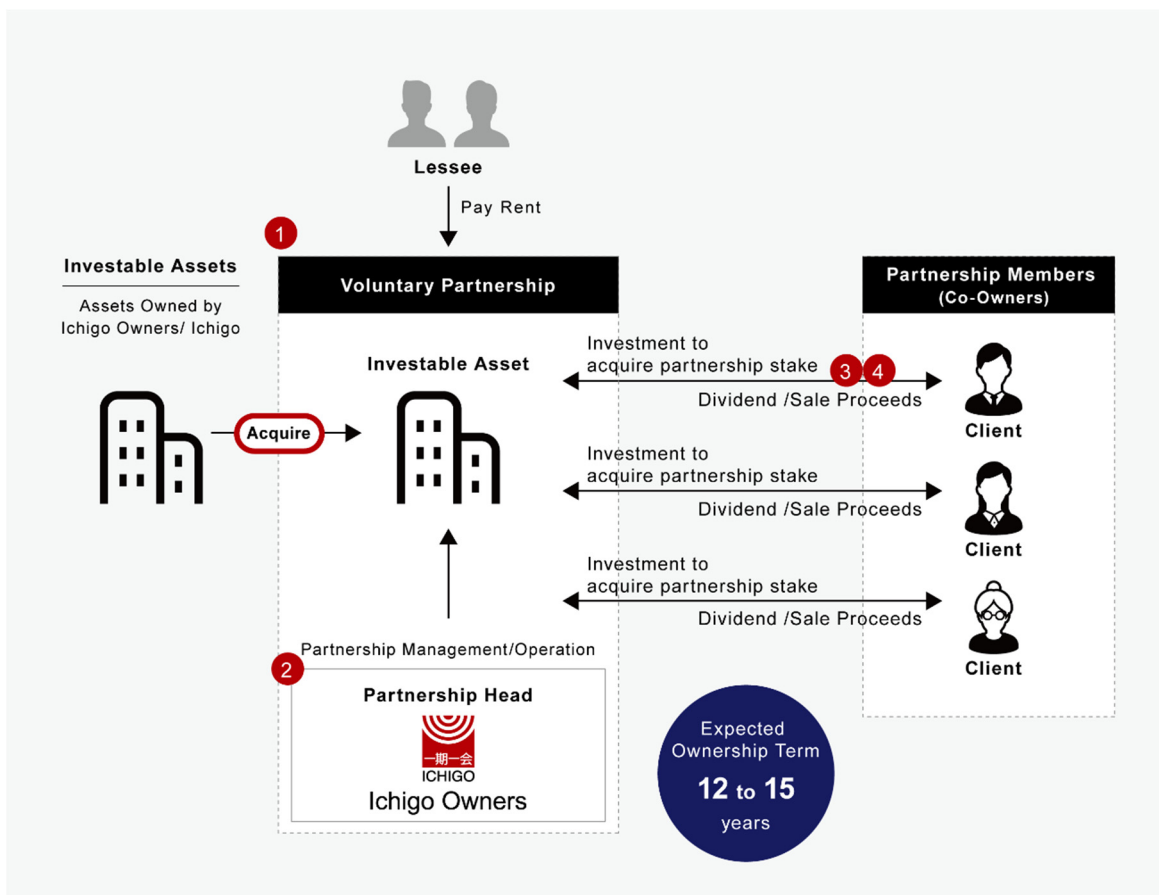 Lessee
Pay Rent
1
Investable Assets
Assets Owned by
Ichigo Owners/ Ichigo
Voluntary Partnership
Partnership Members
(Co-Owners)
Investable Asset
Acquire
Investment to
acquire partnership stake
3 4
Dividend /Sale Proceeds
Client
Investment to
acquire partnership stake
Dividend /Sale Proceeds
Client
Investment to
acquire partnership stake
Dividend /Sale Proceeds
Client
Partnership Management/Operation
2
Partnership Head
一期一会
ICHIGO
Ichigo Owners
Expected
Ownership Term
12 to 15
years